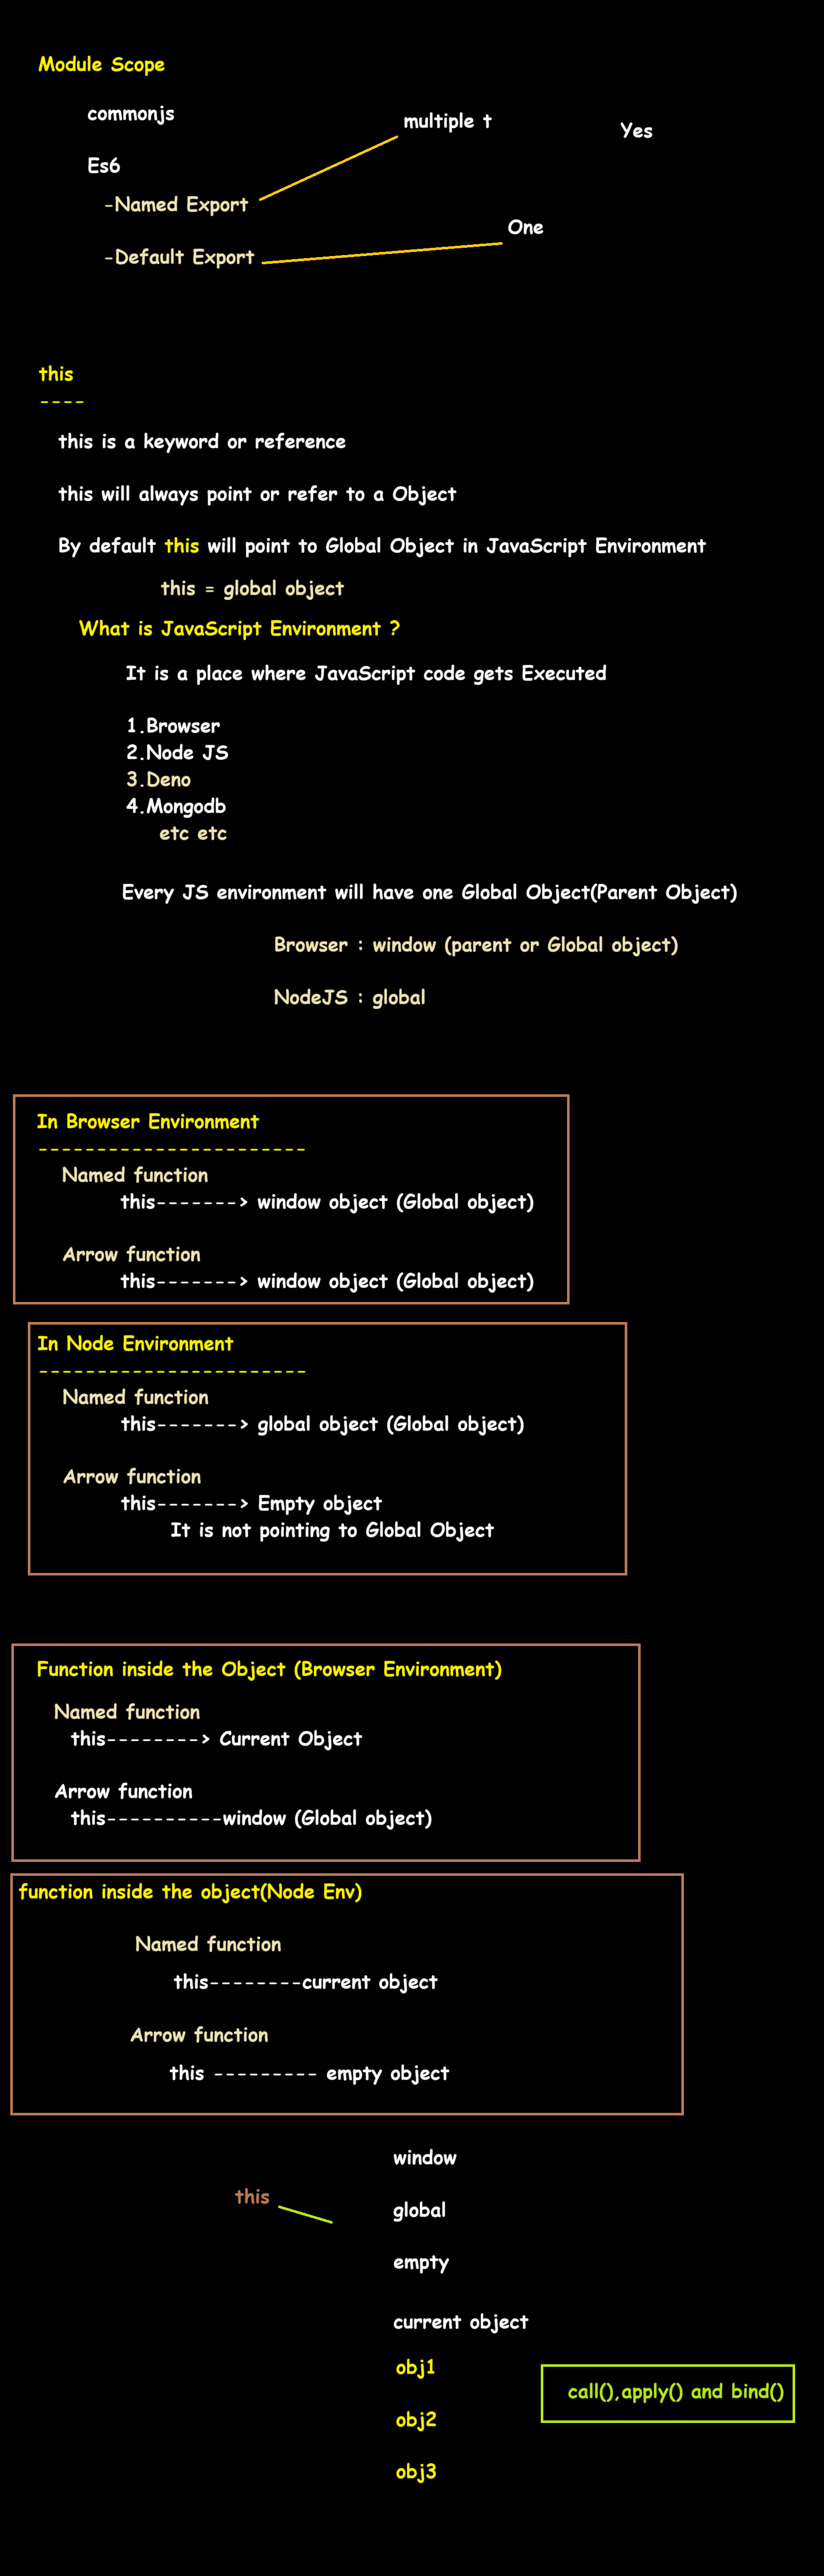 Module Scope
commonjs
multiple t
Yes
Es6
-Named Export
One
-Default Export
this
----
this is a keyword or reference
this will always point or refer to a Object
By default this will point to Global Object in JavaScript Environment
this = global object
What is JavaScript Environment ?
It is a place where JavaScript code gets Executed
1.Browser
2.Node JS
3.Deno
4.Mongodb
etc etc
Every JS environment will have one Global Object(Parent Object)
Browser : window (parent or Global object)
NodeJS : global
In Browser Environment
-----------------------
Named function
this-------> window object (Global object)
Arrow function
this-------> window object (Global object)
In Node Environment
-----------------------
Named function
this-------> global object (Global object)
Arrow function
this-------> Empty object
It is not pointing to Global Object
Function inside the Object (Browser Environment)
Named function
this--------> Current Object
Arrow function
this----------window (Global object)
function inside the object(Node Env)
Named function
this--------current object
Arrow function
this --------- empty object
window
this
global
empty
current object
obj1
call(),apply() and bind()
obj2
obj3